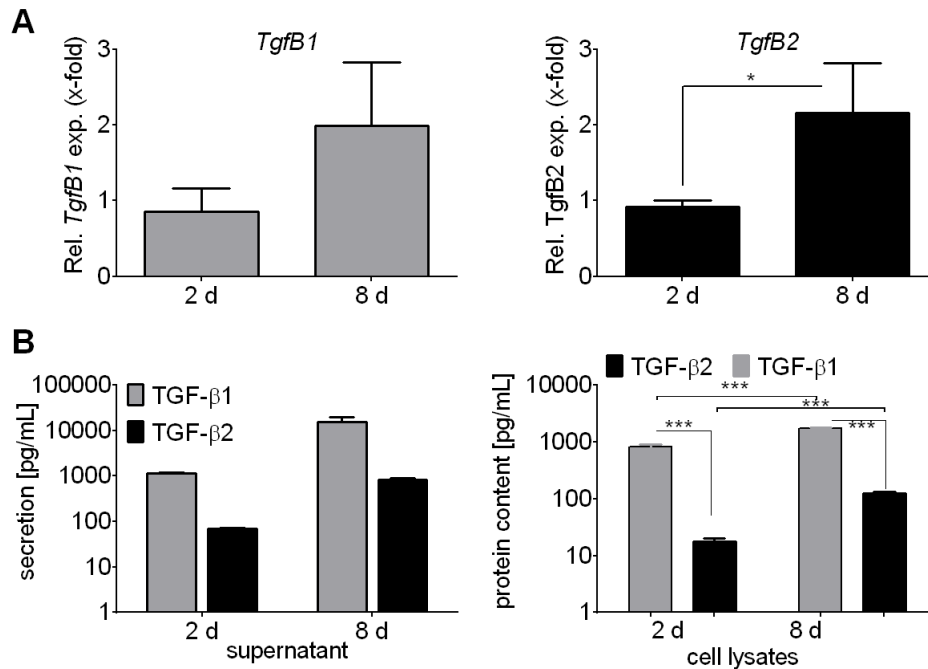 A
TgfB1
Rel. TgfB1 exp. (x-fold)
3
2
1
0
2 d
8 d
TgfB2
Rel. TgfB2 exp. (x-fold)
3
2
1
0
*
2 d
8 d
B
secretion [pg/mL]
100000
10000
1000
100
10
1
TGF-β1
TGF-β2
2 d
8 d
supernatant
TGF-β2
TGF-β1
protein content [pg/mL]
10000
1000
100
10
1
***
***
***
***
2 d
8 d
cell lysates